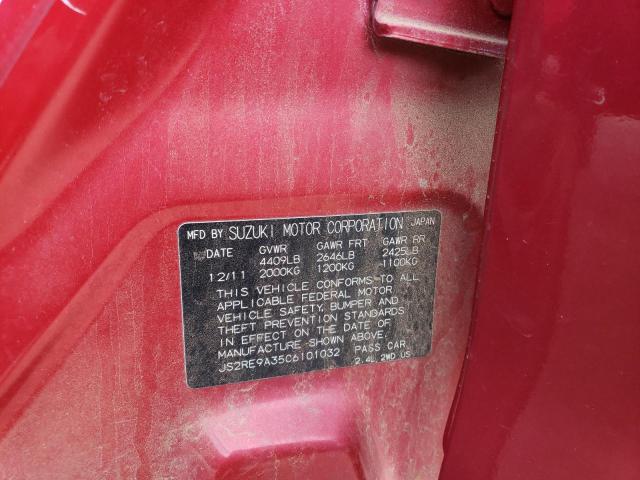 MFD BY SUZUKI MOTOR CORPORATION JAPAN
DATE GVWR GAWR FRT GAWR RR
4409LB 2646LB 2425LB
12/11 2000KG 1200KG 1100KG
THIS VEHICLE CONFORMS TO ALL
APPLICABLE FEDERAL MOTOR
VEHICLE SAFETY, BUMPER AND
THEFT PREVENTION STANDARDS
IN EFFECT ON THE DATE OF
MANUFACTURE SHOWN ABOVE.
JS2RE9A35C6101032 PASS CAR
2.4L 2WD US